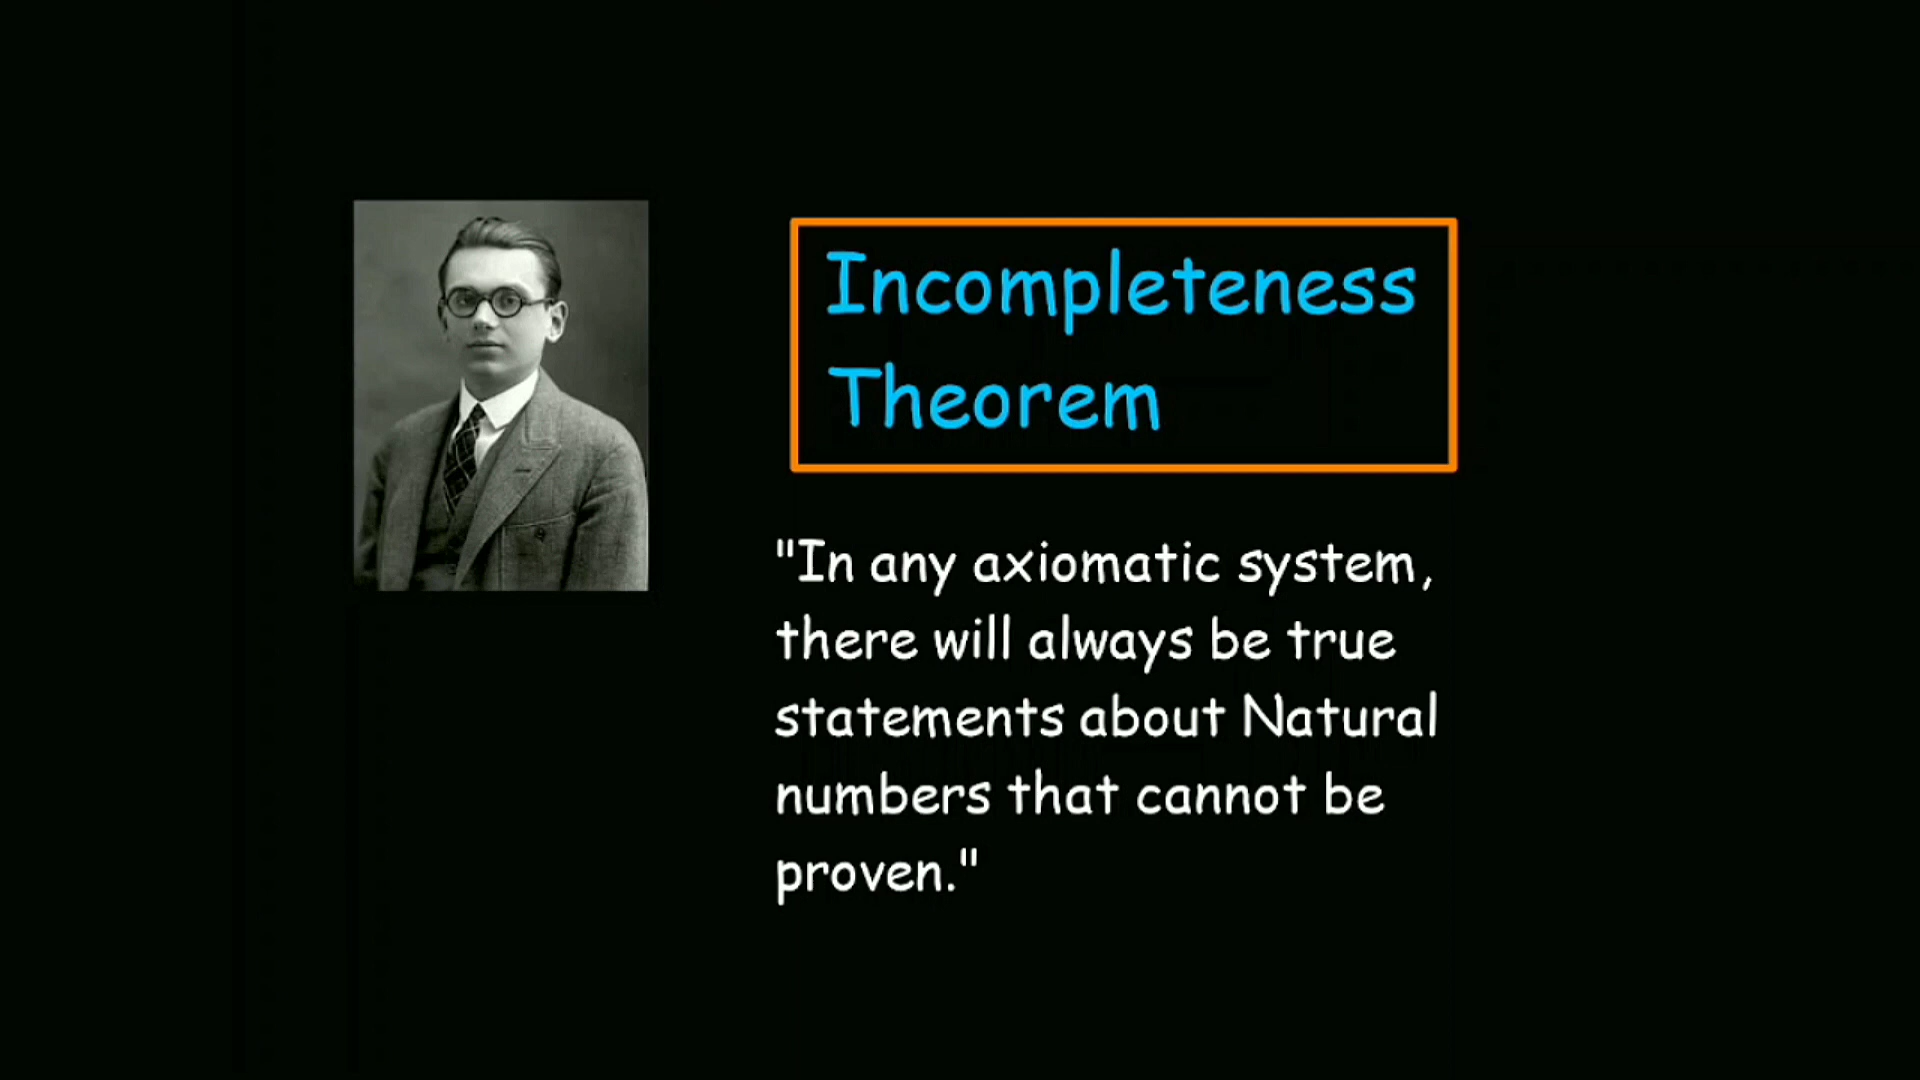 Incompleteness
Theorem
"In any axiomatic system,
there will always be true
statements about Natural
numbers that cannot be
proven."